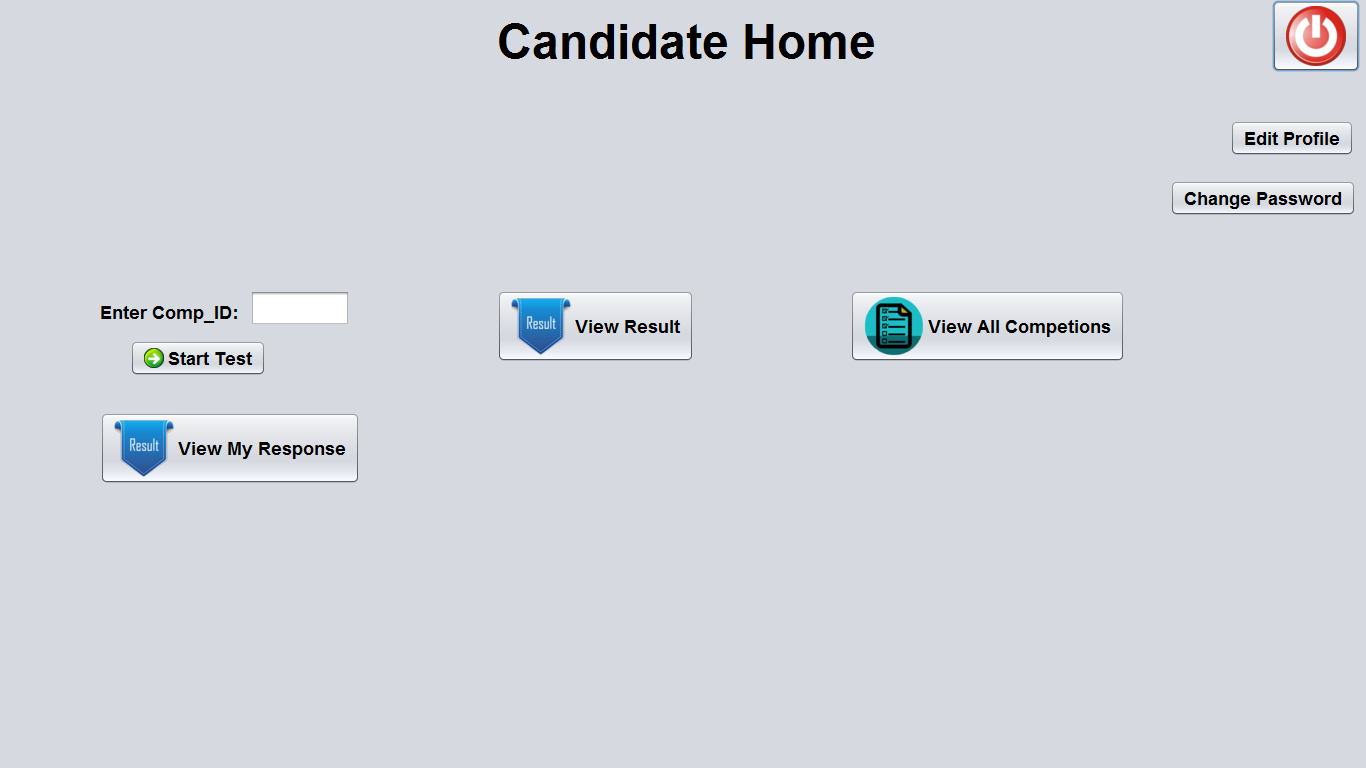 Candidate Home
Edit Profile
Change Password
Enter Comp_ID:
Start Test
Result View Result
View All Competions
Result View My Response